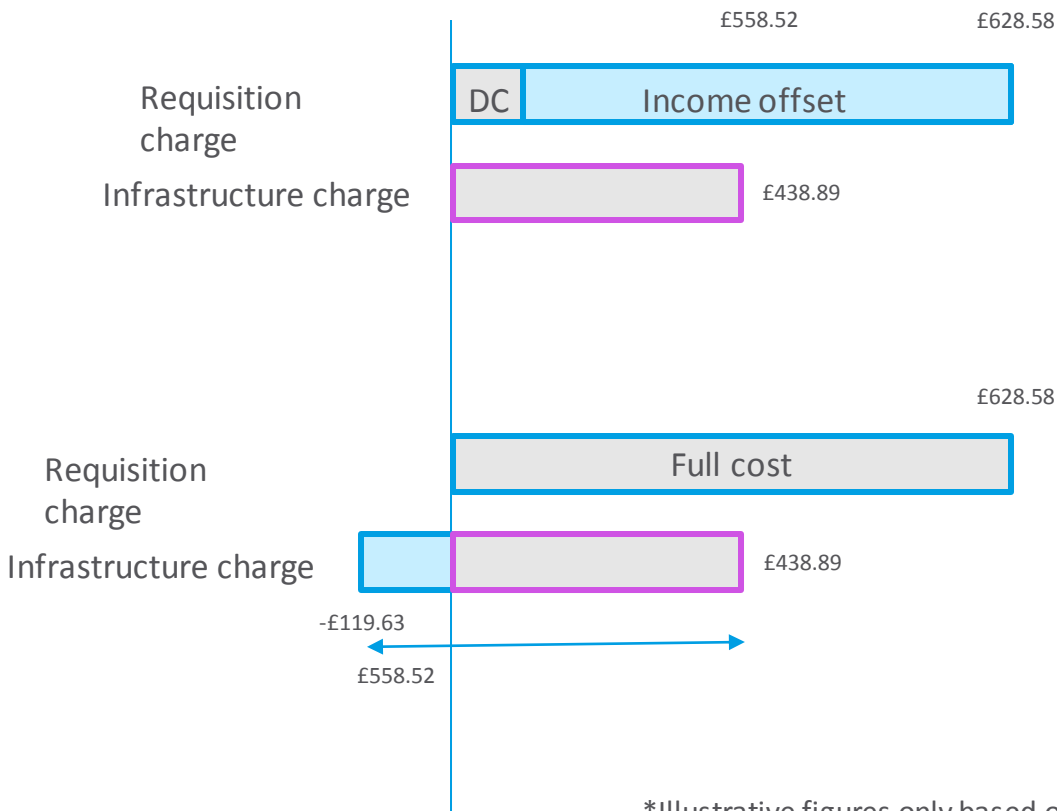 £558.52
£628.58
Requisition
charge
DC
Income offset
Infrastructure charge
£438.89
£628.58
Requisition
charge
Full cost
Infrastructure charge
£438.89
-£119.63
£558.52
*Illustrative figures only based